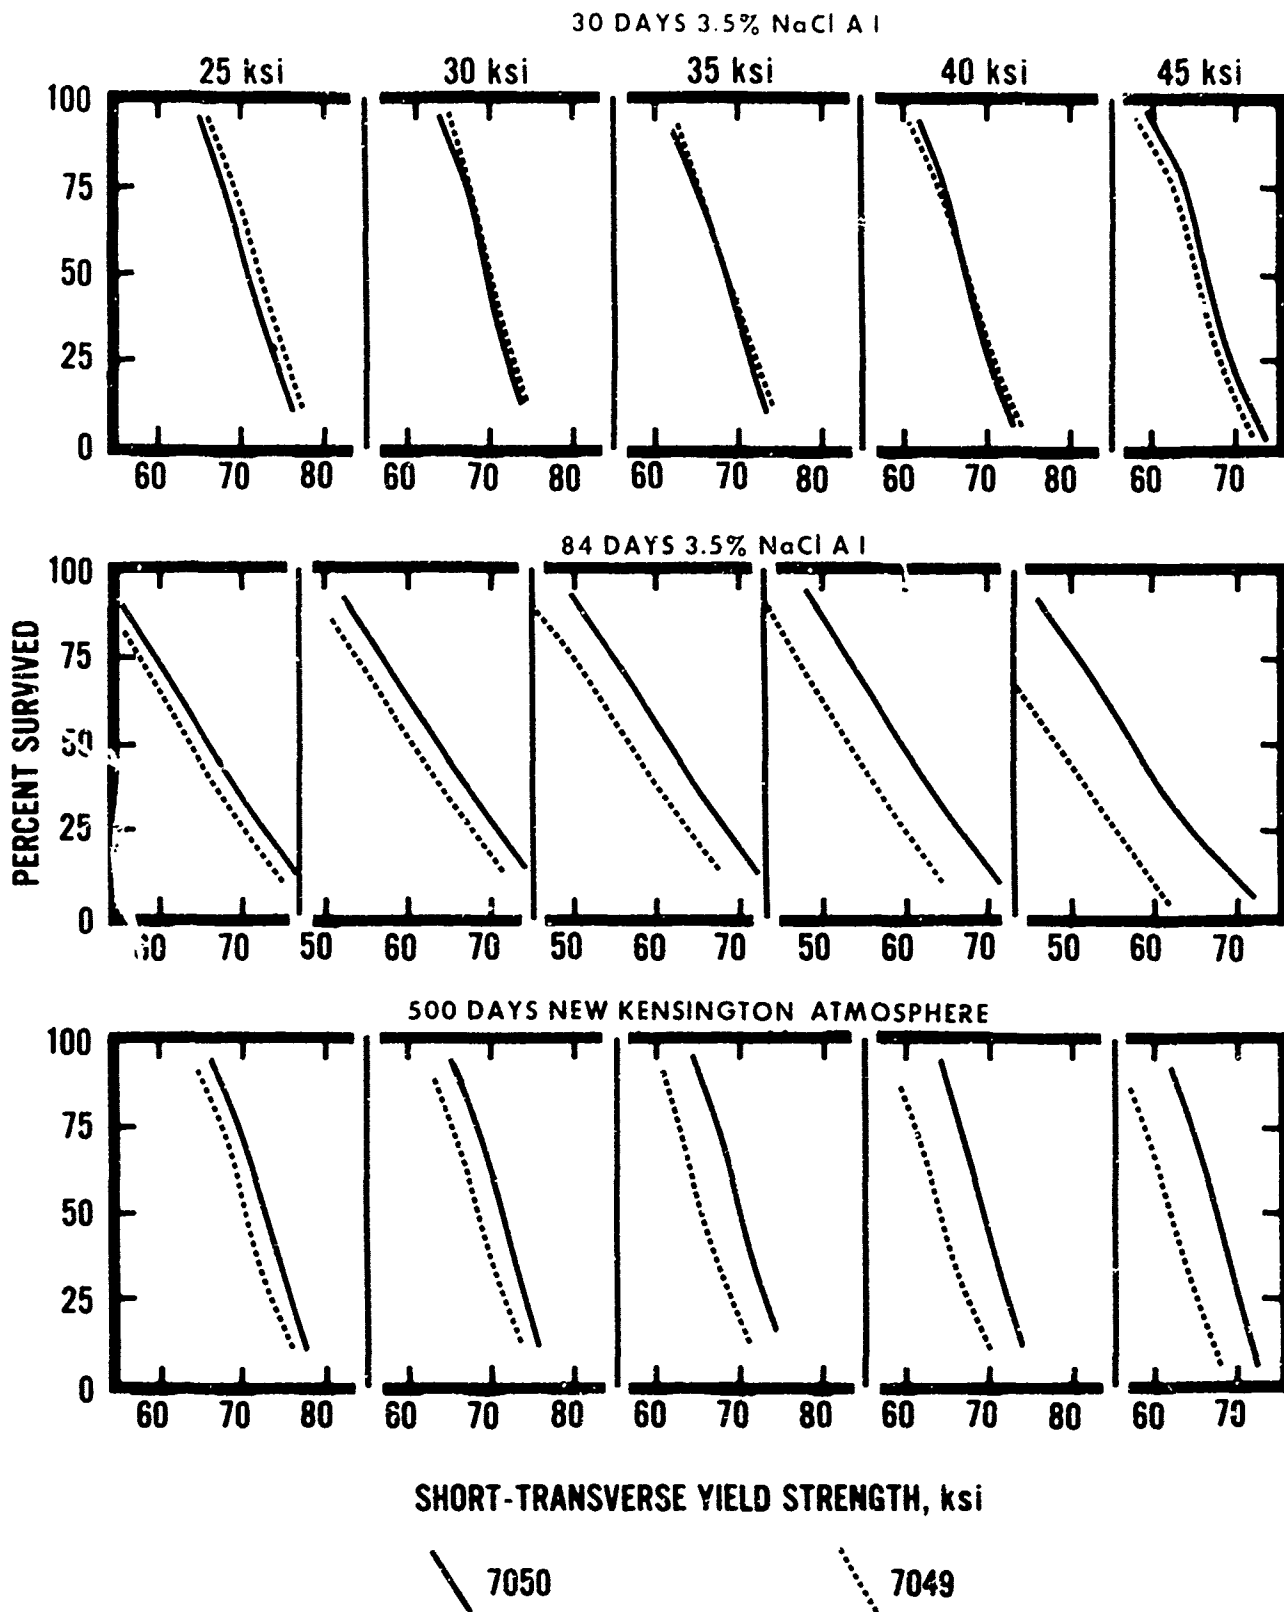 30 DAYS 3.5% NaCl A I
25 ksi 30 ksi 35 ksi 40 ksi 45 ksi
100
75
50
25
0
60 70 80 60 70 80 60 70 80 60 70 80 60 70
84 DAYS 3.5% NaCl A I
100
75
50
25
0
70 50 60 70 50 60 70 50 60 70 50 60 70
PERCENT SURVIVED
500 DAYS NEW KENSINGTON ATMOSPHERE
100
75
50
25
0
60 70 80 60 70 80 60 70 80 60 70 80 60 70
SHORT-TRANSVERSE YIELD STRENGTH, ksi
7050 7049